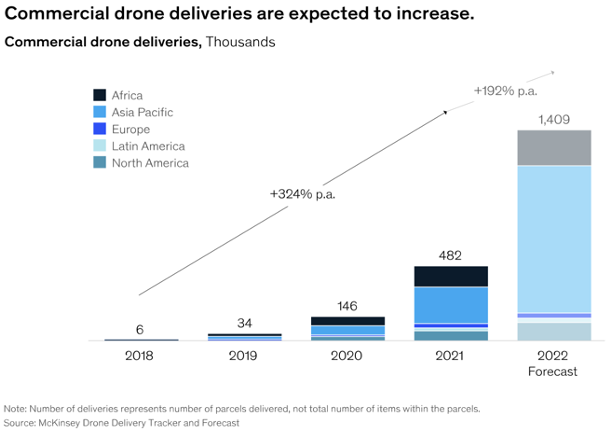 Commercial drone deliveries are expected to increase.
Commercial drone deliveries, Thousands
+192% p.a.
Africa
Asia Pacific
Europe
Latin America
North America
1,409
+324% p.a.
482
146
34
6
2018 2019 2020 2021 2022
Forecast
Note: Number of deliveries represents number of parcels delivered, not total number of items within the parcels.
Source: McKinsey Drone Delivery Tracker and Forecast